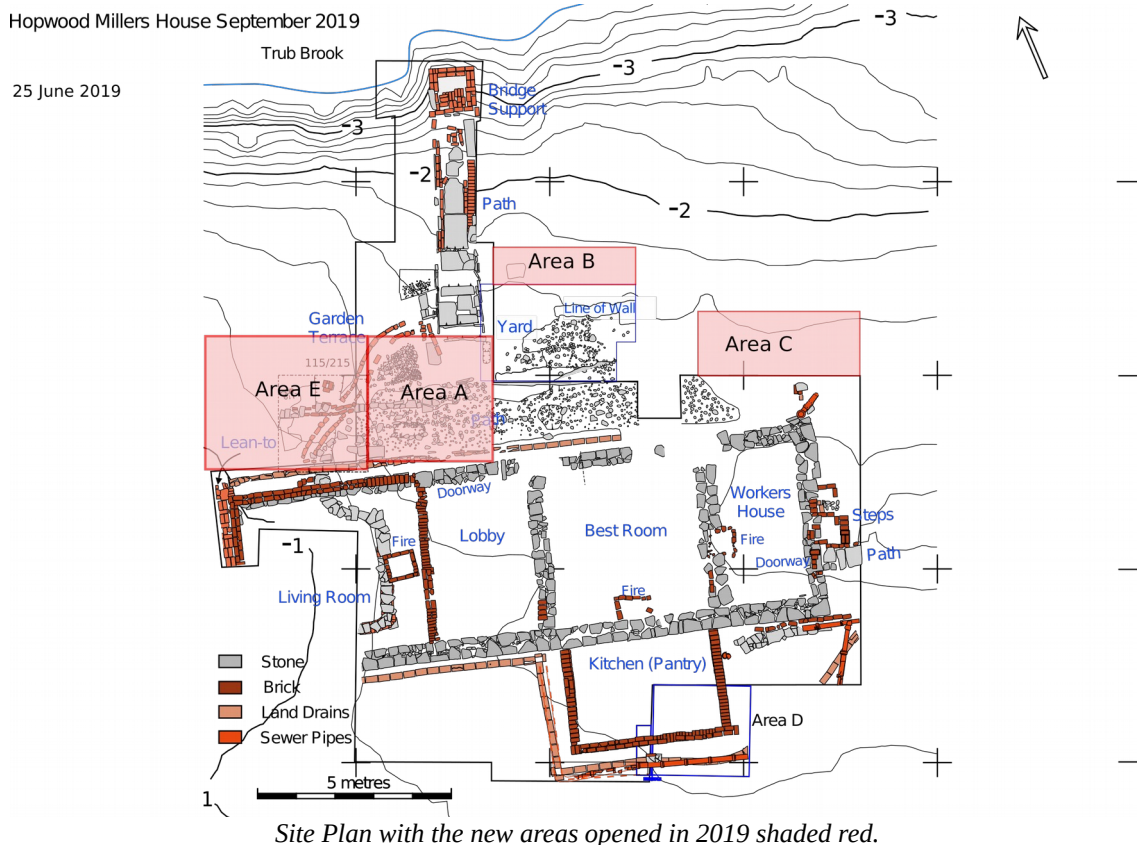 Hopwood Millers House September 2019
-3
Trub Brook
-3
25 June 2019
Bridge
Support
-3
-2
Path
-2
Area B
Garden
Terrace
Line of Wall
Yard
Area C
115/215
Area E
Area A
Path
Lean-to
Doorway
Workers
House
Lobby
Best Room
Steps
Fire
Fire
-1
Doorway
Path
Living Room
Fire
Stone
Kitchen (Pantry)
Brick
Land Drains
Area D
Sewer Pipes
5 metres
1
Site Plan with the new areas opened in 2019 shaded red.